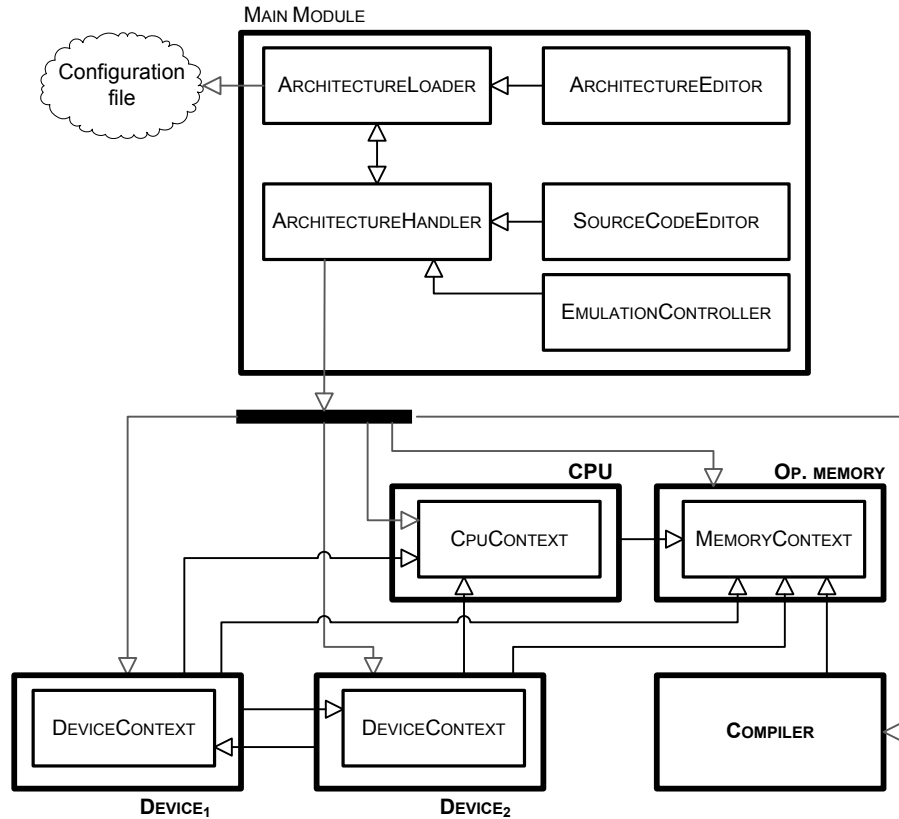 MAIN MODULE
Configuration
file
ARCHITECTURELOADER
ARCHITECTUREEDITOR
ARCHITECTUREHANDLER
SOURCECODEEDITOR
EMULATIONCONTROLLER
CPU
OP. MEMORY
CPUCONTEXT
MEMORYCONTEXT
DEVICECONTEXT
DEVICECONTEXT
COMPILER
DEVICE₁
DEVICE₂